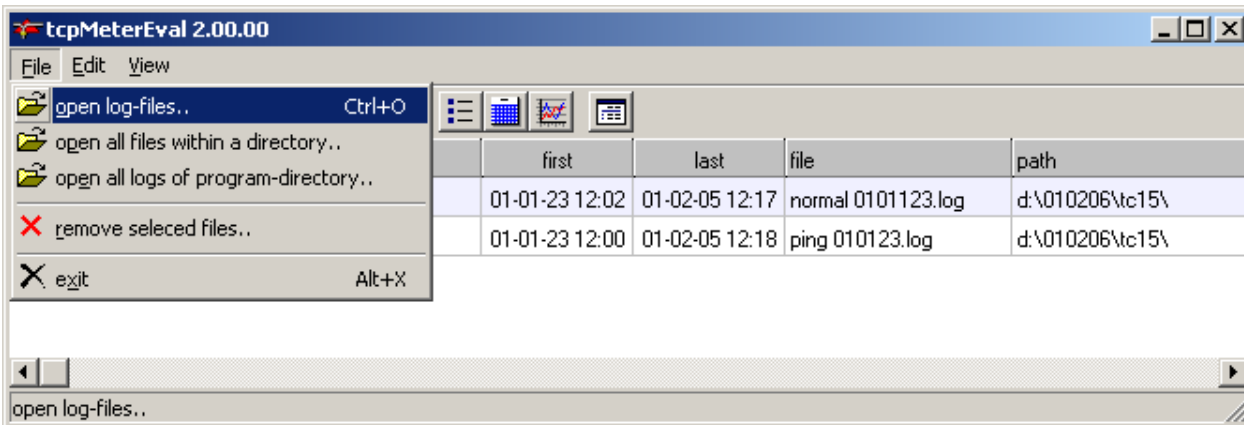 tcpMeterEval 2.00.00
File Edit View
open log-files.. Ctrl+O
open all files within a directory..
open all logs of program-directory..
remove seleced files..
exit Alt+X
first last file path
01-01-23 12:02 01-02-05 12:17 normal 0101123.log d:\010206\tc15\
01-01-23 12:00 01-02-05 12:18 ping 010123.log d:\010206\tc15\
open log-files..